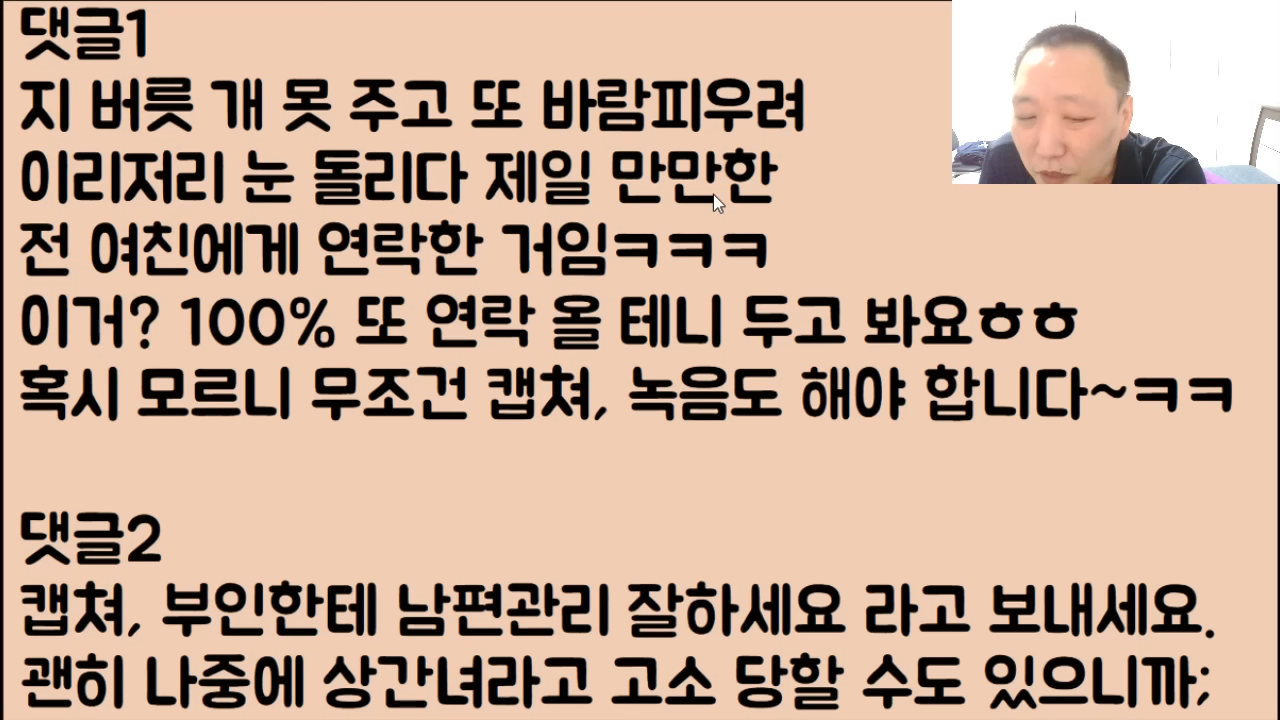 댓글1
지 버릇 개 못 주고 또 바람피우려
이리저리 눈 돌리다 제일 만만한
전 여친에게 연락한 거임ㅋㅋㅋ
이거? 100% 또 연락 올 테니 두고 봐요ㅎㅎ
혹시 모르니 무조건 캡쳐, 녹음도 해야 합니다~ㅋㅋ
댓글2
캡쳐, 부인한테 남편관리 잘하세요 라고 보내세요.
괜히 나중에 상간녀라고 고소 당할 수도 있으니까;